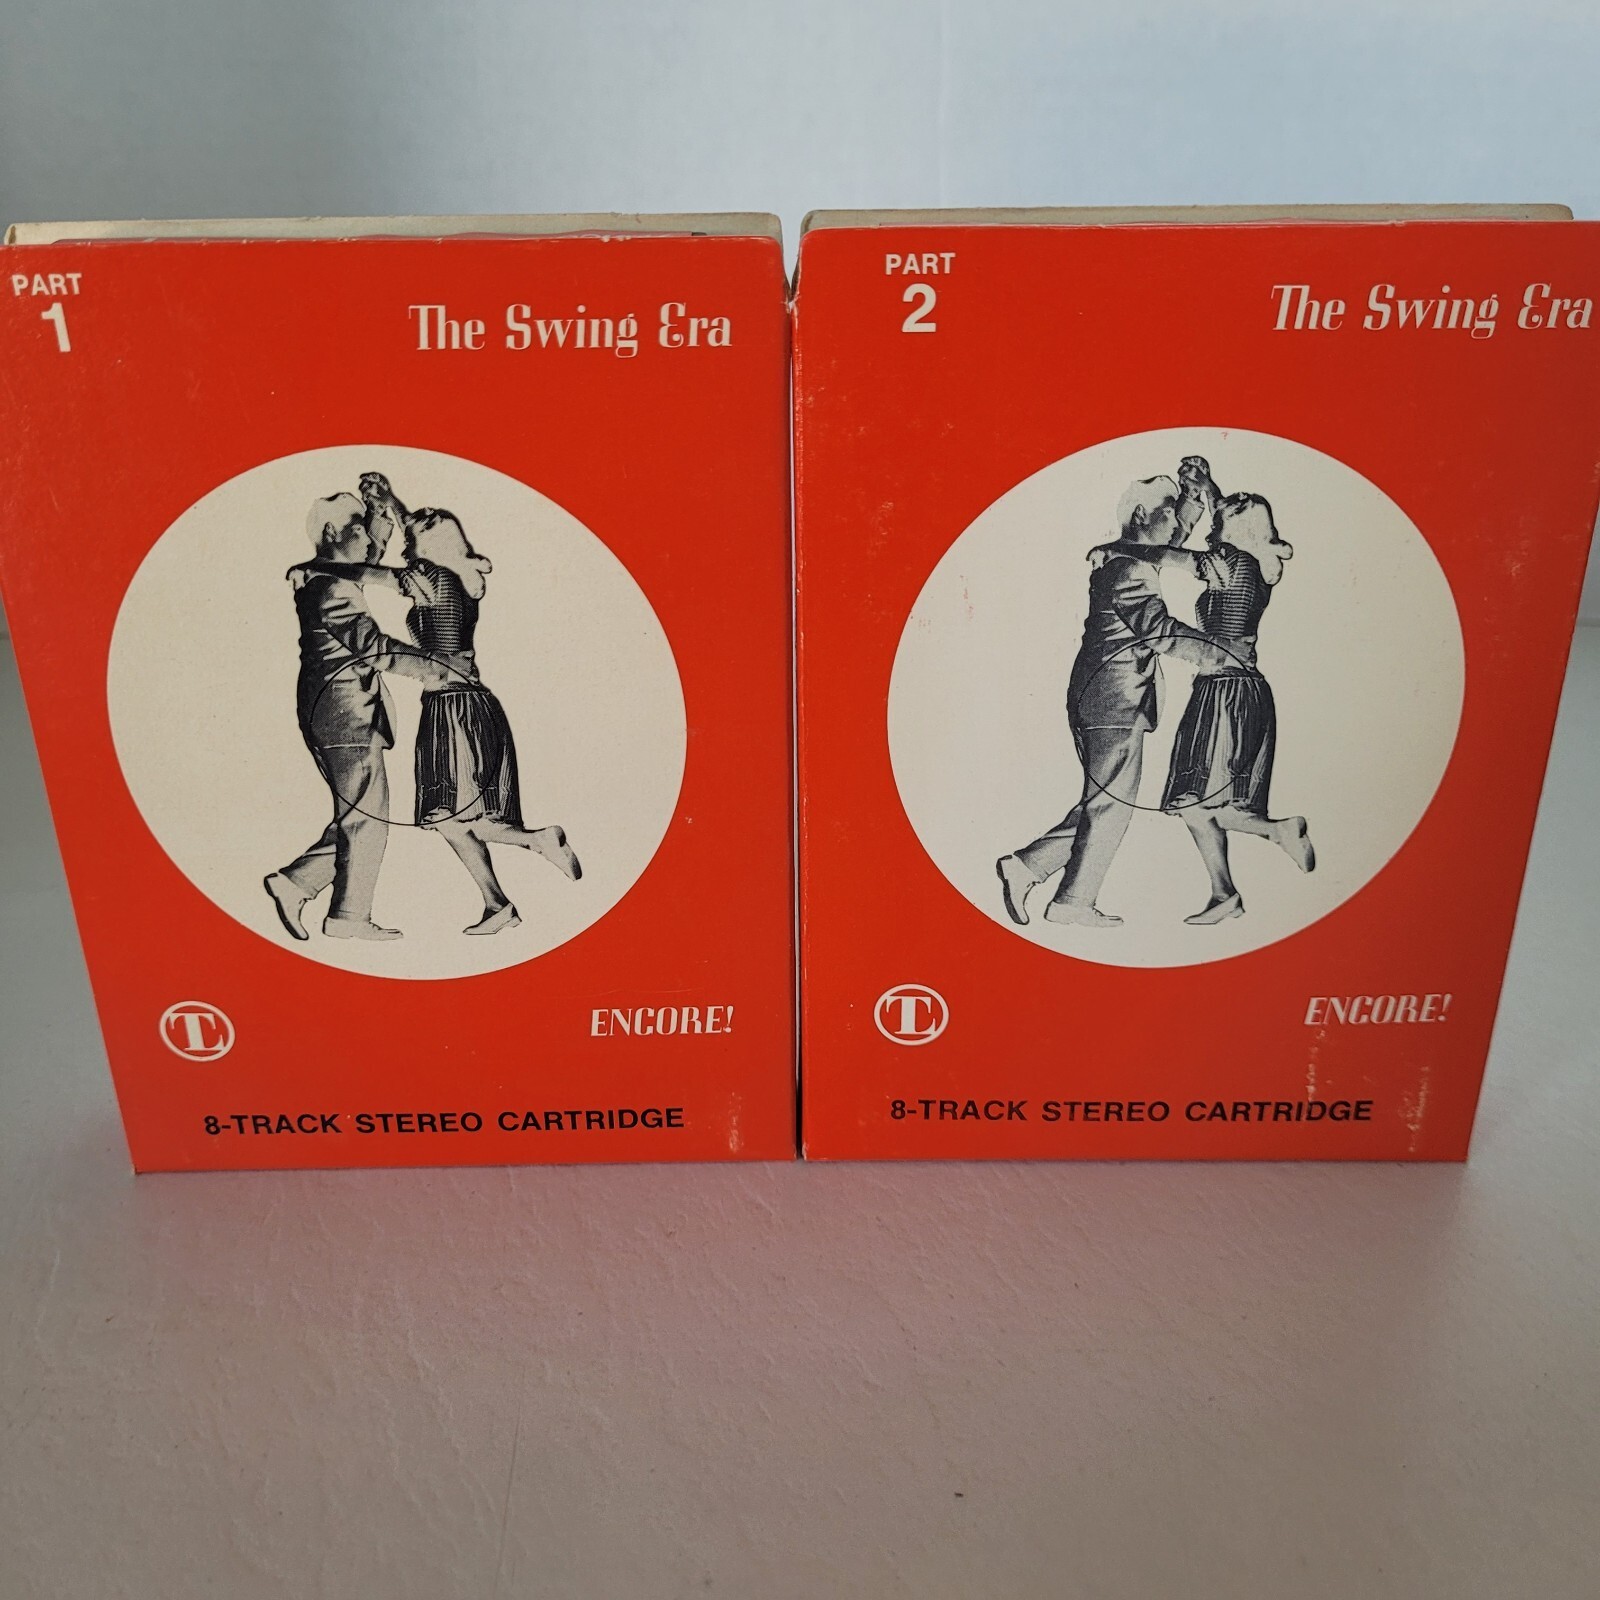 PART
1
The Swing Era
TL
ENCORE!
8-TRACK STEREO CARTRIDGE
PART
2
The Swing Era
TL
ENCORE!
8-TRACK STEREO CARTRIDGE